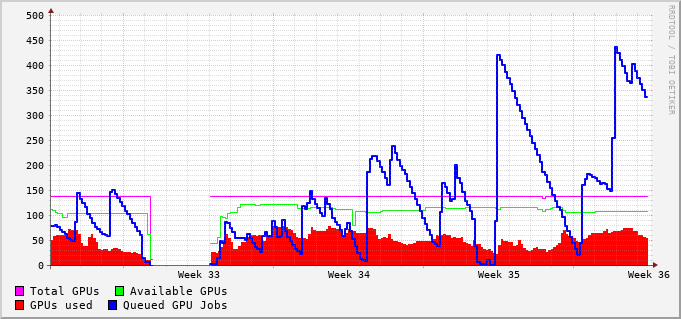 500
450
400
350
300
250
200
150
100
50
0
Week 33 Week 34 Week 35 Week 36
Total GPUs Available GPUs
GPUs used Queued GPU Jobs
RRDTOOL / TOBI OETIKER